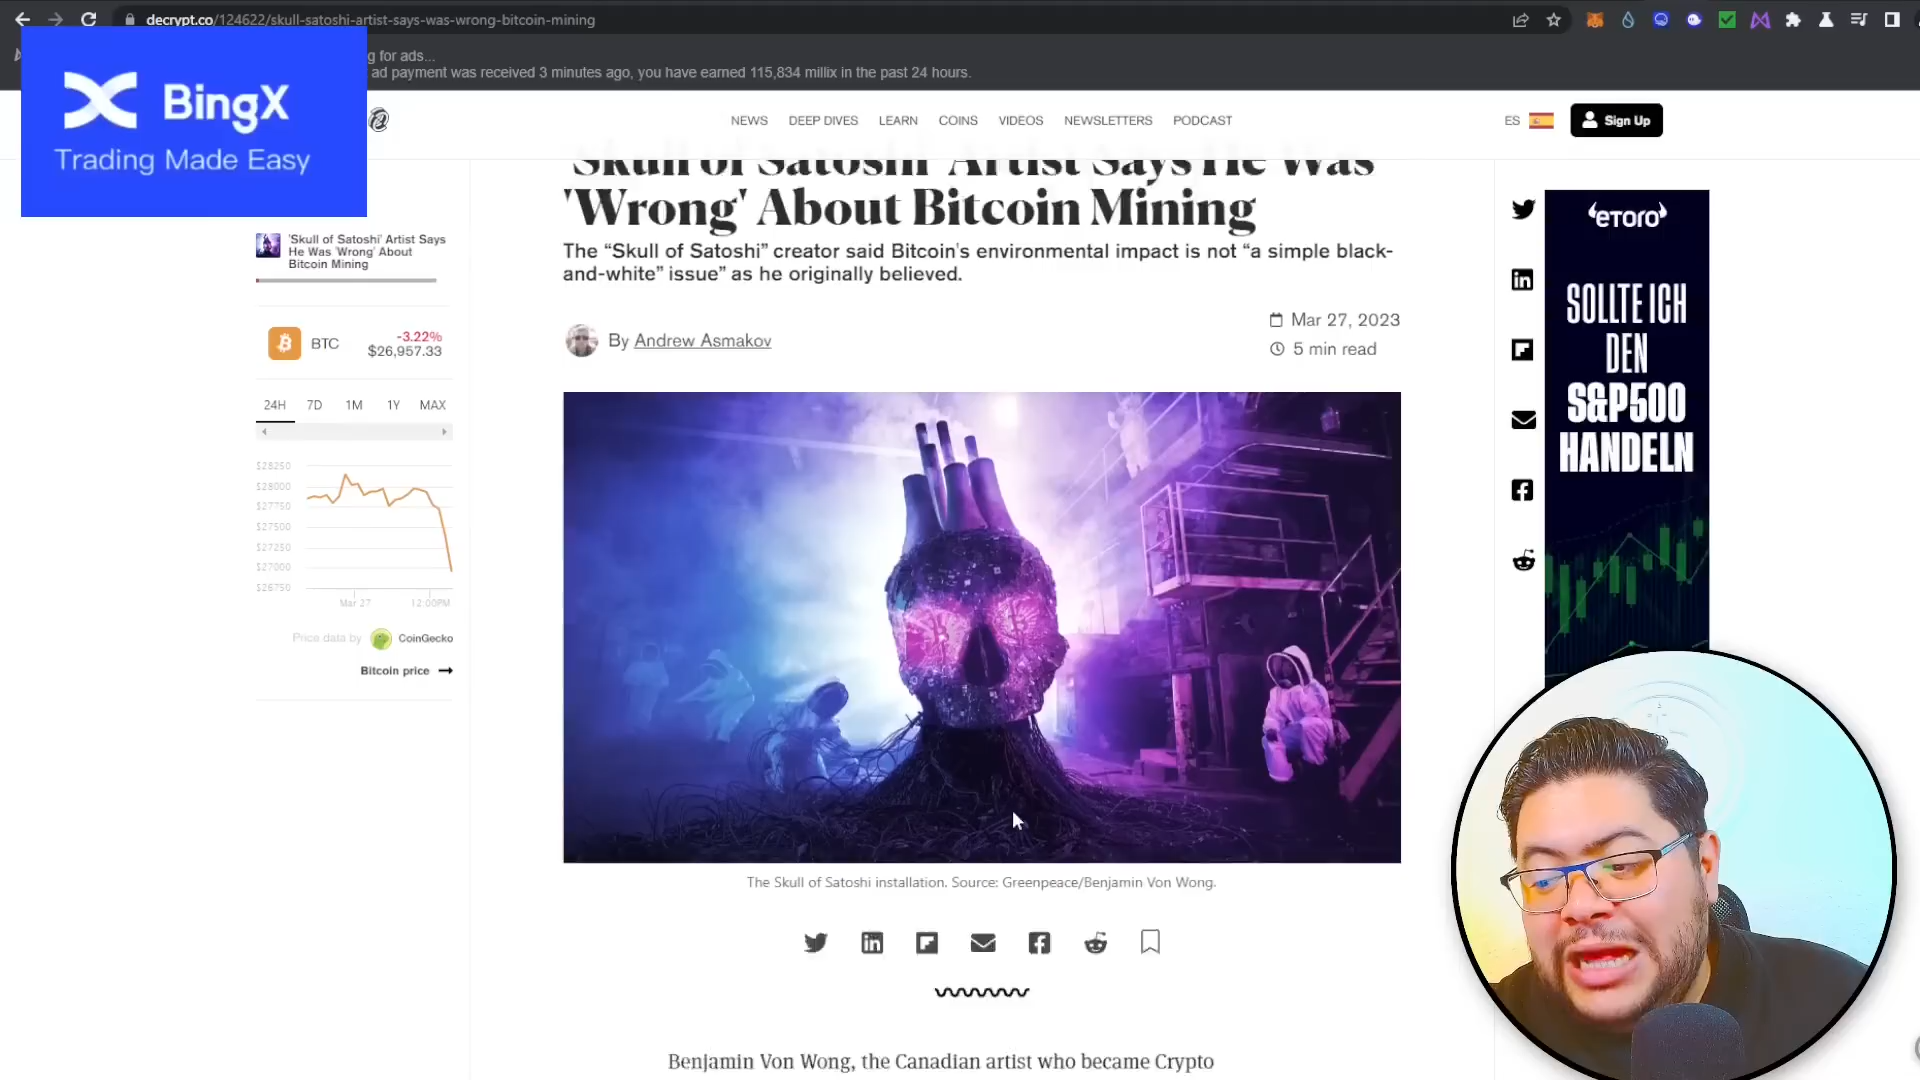 decrypt.co/124622/skull-satoshi-artist-says-was-wrong-bitcoin-mining
g for ads...
ad payment was received 3 minutes ago, you have earned 115,834 millix in the past 24 hours.
BingX
Trading Made Easy
NEWS
DEEP DIVES
LEARN
COINS
VIDEOS
NEWSLETTERS
PODCAST
ES
Sign Up
'Skull of Satoshi' Artist Says He Was
'Wrong' About Bitcoin Mining
The “Skull of Satoshi” creator said Bitcoin's environmental impact is not “a simple black-
and-white” issue” as he originally believed.
By Andrew Asmakov
Mar 27, 2023
5 min read
'Skull of Satoshi' Artist Says
He Was 'Wrong' About
Bitcoin Mining
BTC
-3.22%
$26,957.33
24H
7D
1M
1Y
MAX
$28250
$28000
$27750
$27500
$27250
$27000
$26750
Mar 27
12:00PM
Price data by
CoinGecko
Bitcoin price
eTORO
SOLLTE ICH
DEN
S&P500
HANDELN
The Skull of Satoshi installation. Source: Greenpeace/Benjamin Von Wong.
Benjamin Von Wong, the Canadian artist who became Crypto